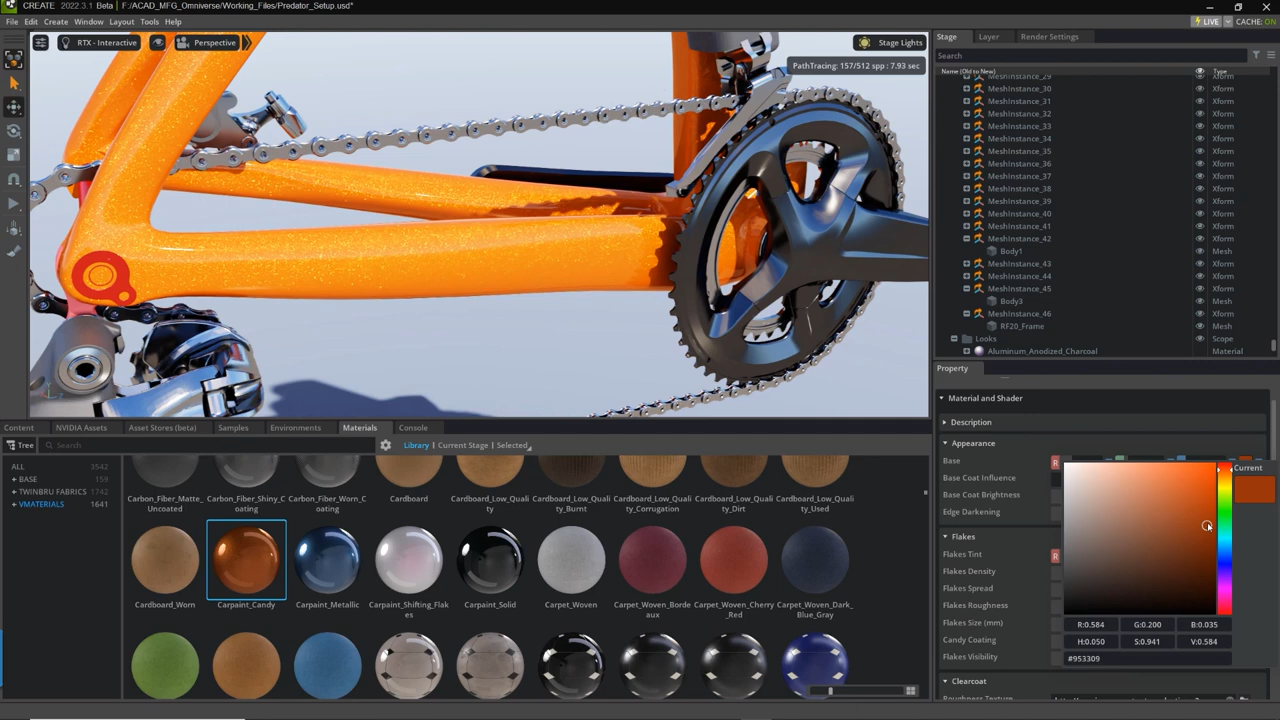 CREATE 2022.3.1 Beta F:/ACAD_MFG_Omniverse/Working_Files/Predator_Setup.usd*
File Edit Create Window Layout Tools Help
LIVE CACHE: ON
RTX - Interactive Perspective Stage Lights
PathTracing: 157/512 spp : 7.93 sec
Stage Layer Render Settings
Search
Name (Old to New) Type
MeshInstance_29 Xform
MeshInstance_30 Xform
MeshInstance_31 Xform
MeshInstance_32 Xform
MeshInstance_33 Xform
MeshInstance_34 Xform
MeshInstance_35 Xform
MeshInstance_36 Xform
MeshInstance_37 Xform
MeshInstance_38 Xform
MeshInstance_39 Xform
MeshInstance_40 Xform
MeshInstance_41 Xform
MeshInstance_42 Xform
Body1 Mesh
MeshInstance_43 Xform
MeshInstance_44 Xform
MeshInstance_45 Xform
Body3 Mesh
MeshInstance_46 Xform
RF20_Frame Mesh
Looks Scope
Aluminum_Anodized_Charcoal Material
Property
Material and Shader
Description
Appearance
Base R
Base Coat Influence
Base Coat Brightness
Edge Darkening
Flakes
Flakes Tint R
Flakes Density
Flakes Spread
Flakes Roughness
Flakes Size (mm)
Candy Coating
Flakes Visibility
Clearcoat
Current
R:0.584 G:0.200 B:0.035
H:0.050 S:0.941 V:0.584
#953309
Content NVIDIA Assets Asset Stores (beta) Samples Environments Materials Console
Tree Search Library Current Stage Selected
ALL 3542
+ BASE 159
+ TWINBRU FABRICS 1742
+ VMATERIALS 1641
Carbon_Fiber_Matte_Uncoated
Carbon_Fiber_Shiny_Coating
Carbon_Fiber_Worn_Coating
Cardboard
Cardboard_Low_Quality
Cardboard_Low_Quality_Burnt
Cardboard_Low_Quality_Corrugation
Cardboard_Low_Quality_Dirt
Cardboard_Low_Quality_Used
Cardboard_Worn
Carpaint_Candy
Carpaint_Metallic
Carpaint_Shifting_Flakes
Carpaint_Solid
Carpet_Woven
Carpet_Woven_Bordeaux
Carpet_Woven_Cherry_Red
Carpet_Woven_Dark_Blue_Gray